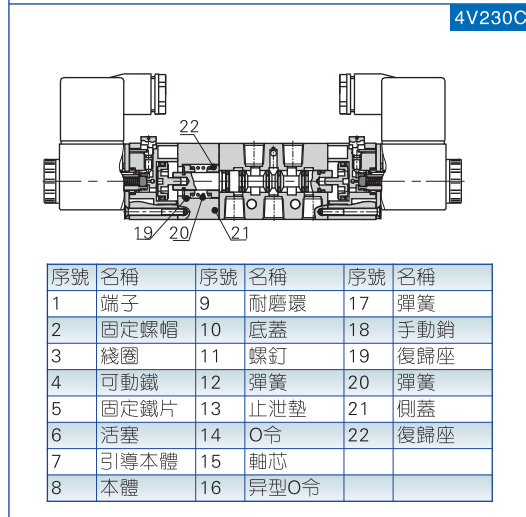 4V230C
22
19 20 21
序號 名稱 序號 名稱 序號 名稱
1 端子 9 耐磨環 17 彈簧
2 固定螺帽 10 底蓋 18 手動銷
3 綫圈 11 螺釘 19 復歸座
4 可動鐵 12 彈簧 20 彈簧
5 固定鐵片 13 止泄墊 21 側蓋
6 活塞 14 O令 22 復歸座
7 引導本體 15 軸芯
8 本體 16 异型O令